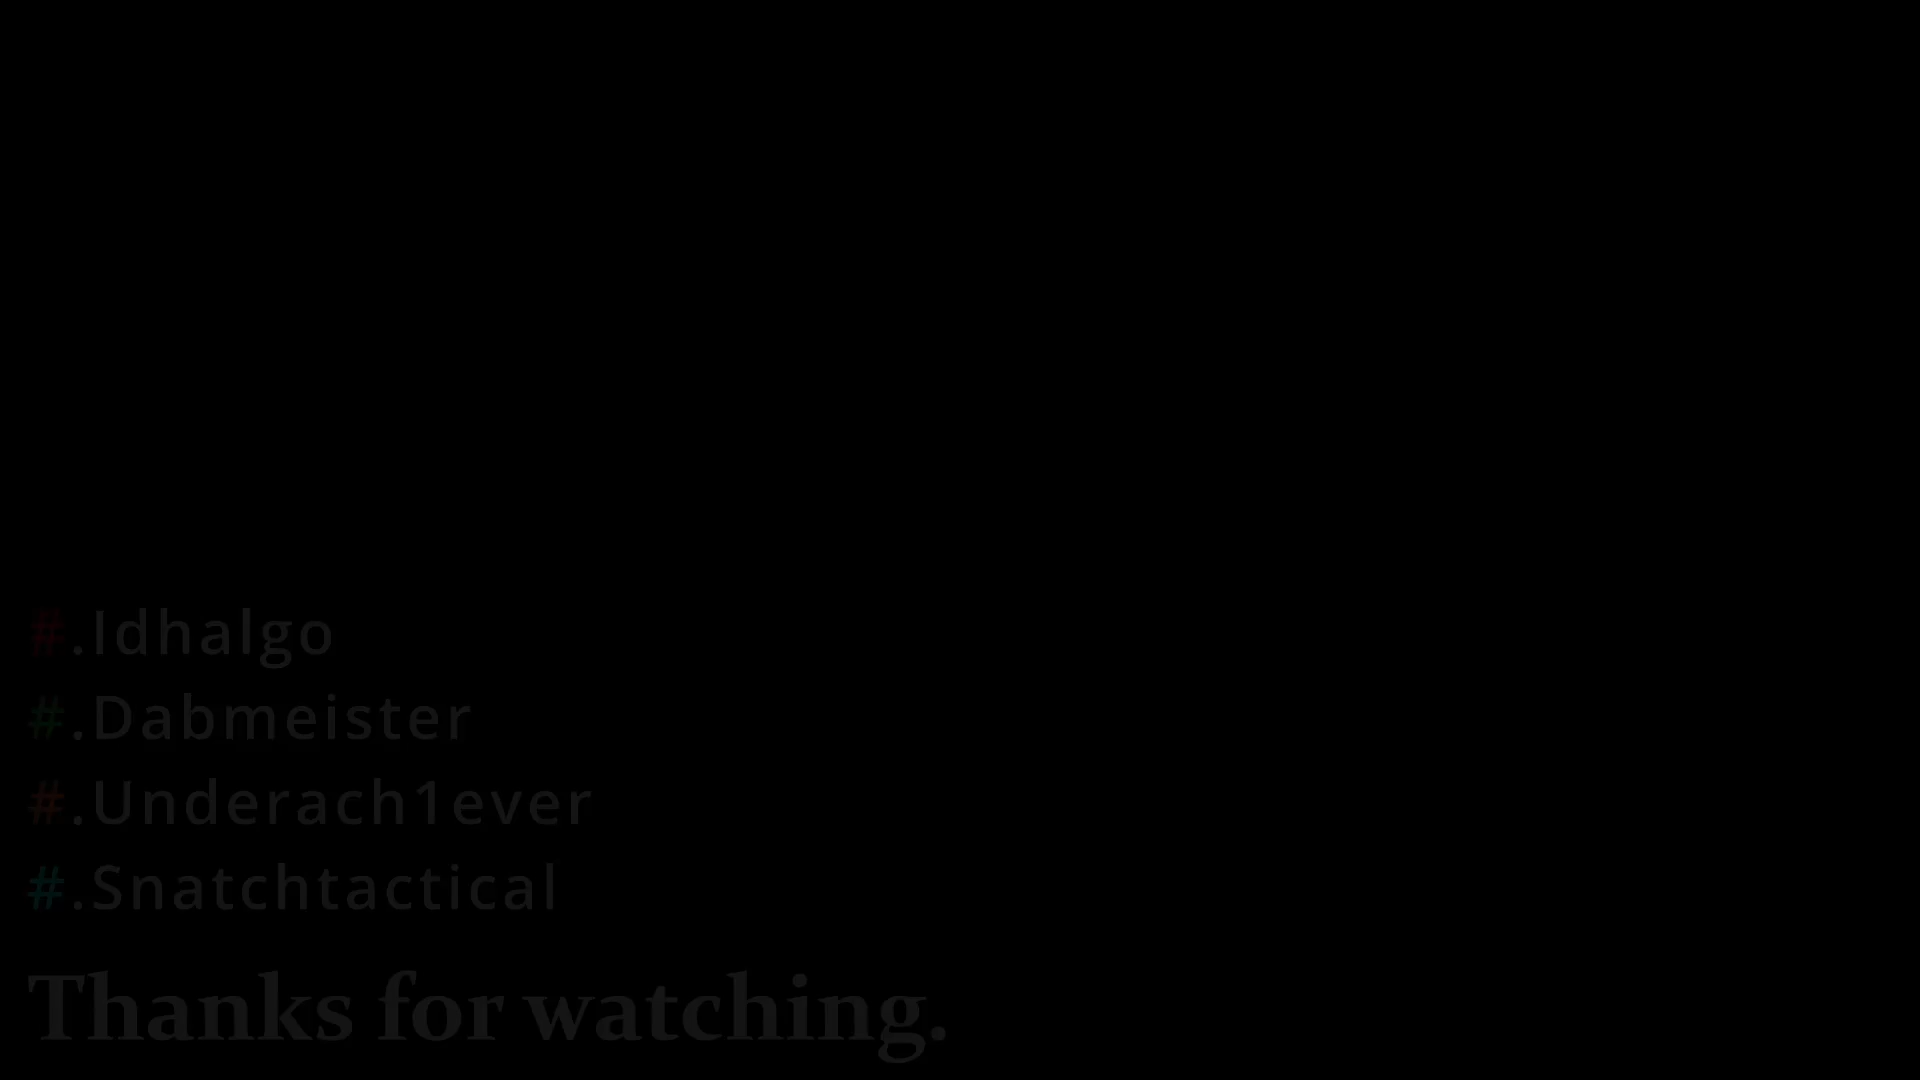 #.Idhalgo
#.Dabmeister
#.Underach1ever
#.Snatchtactical
Thanks for watching.